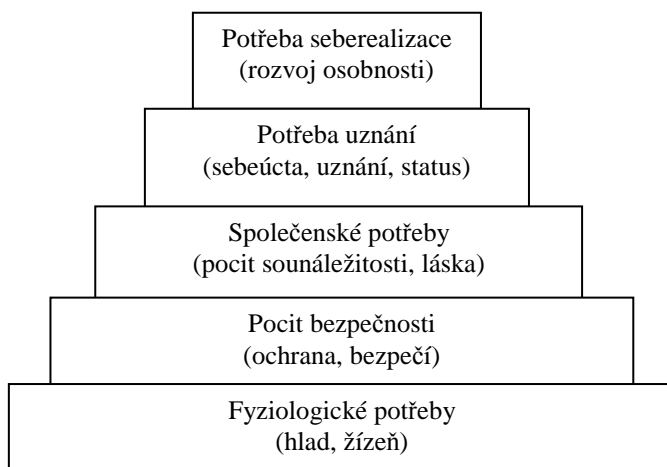 Potřeba seberealizace
(rozvoj osobnosti)
Potřeba uznání
(sebeúcta, uznání, status)
Společenské potřeby
(pocit sounáležitosti, láska)
Pocit bezpečnosti
(ochrana, bezpečí)
Fyziologické potřeby
(hlad, žízeň)